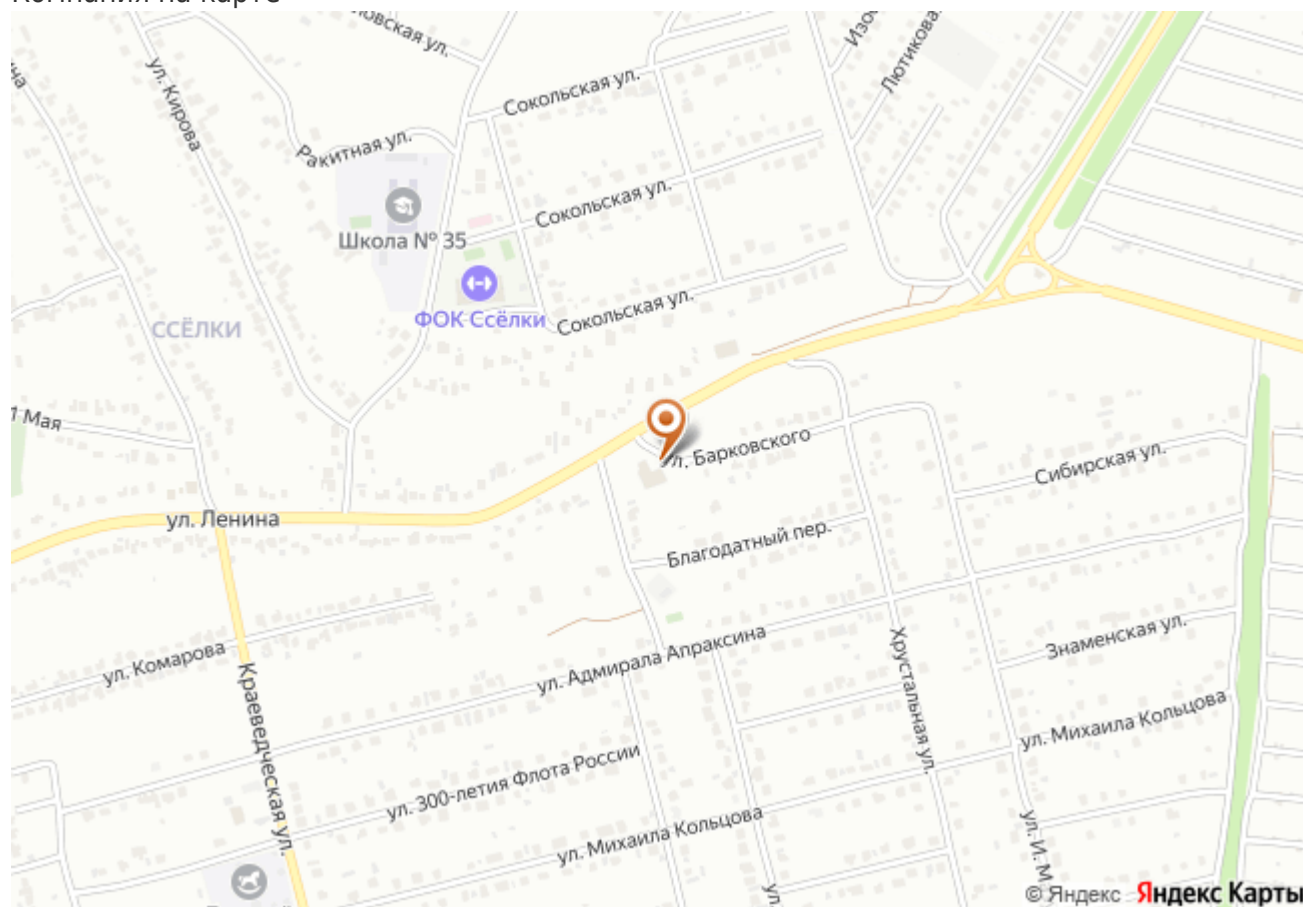 Сокольская ул.
ул. Кирова
Ракитная ул.
Сокольская ул.
Школа № 35
ФОК Ссёлки
Сокольская ул.
ССЁЛКИ
1 Мая
ул. Барковского
Сибирская ул.
ул. Ленина
Благодатный пер.
ул. Комарова
ул. Адмирала Апраксина
Знаменская ул.
Краеведческая ул.
Хрустальная ул.
ул. Михаила Кольцова
ул. 300-летия Флота России
ул. Михаила Кольцова
ул. И. М
ул.
© Яндекс Яндекс Карты